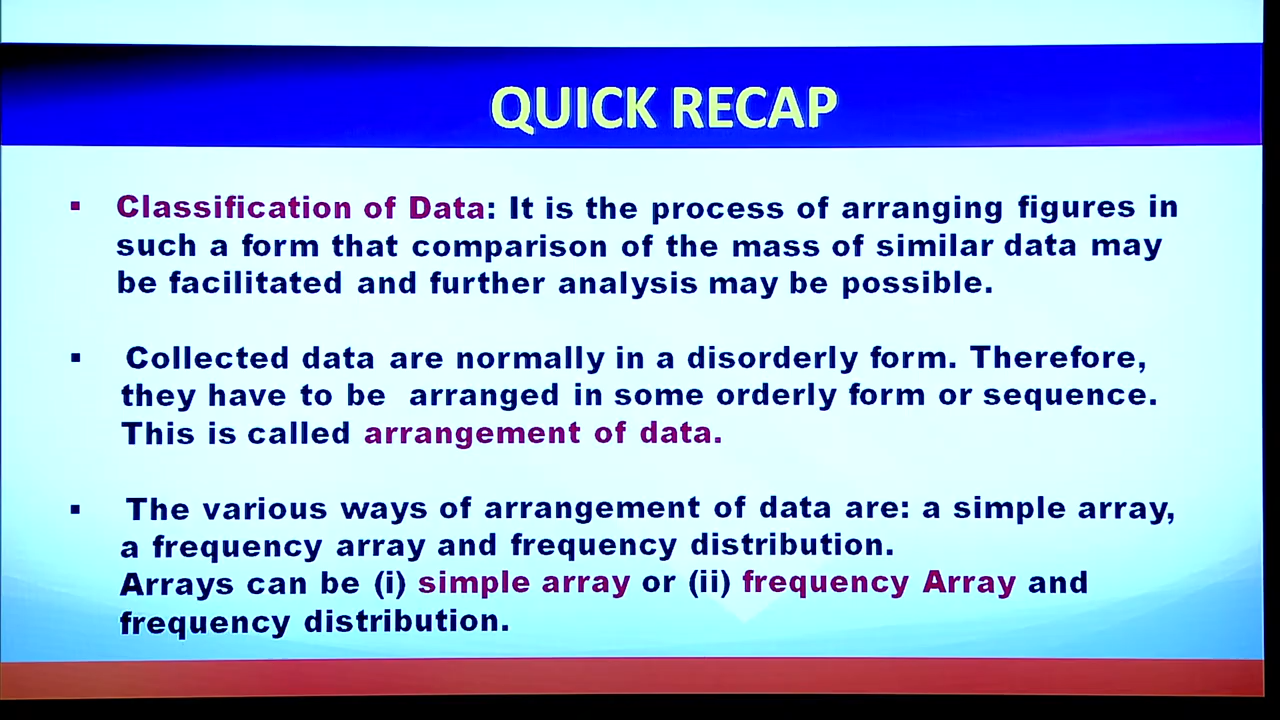 QUICK RECAP
▪ Classification of Data: It is the process of arranging figures in
such a form that comparison of the mass of similar data may
be facilitated and further analysis may be possible.
▪ Collected data are normally in a disorderly form. Therefore,
they have to be arranged in some orderly form or sequence.
This is called arrangement of data.
▪ The various ways of arrangement of data are: a simple array,
a frequency array and frequency distribution.
Arrays can be (i) simple array or (ii) frequency Array and
frequency distribution.